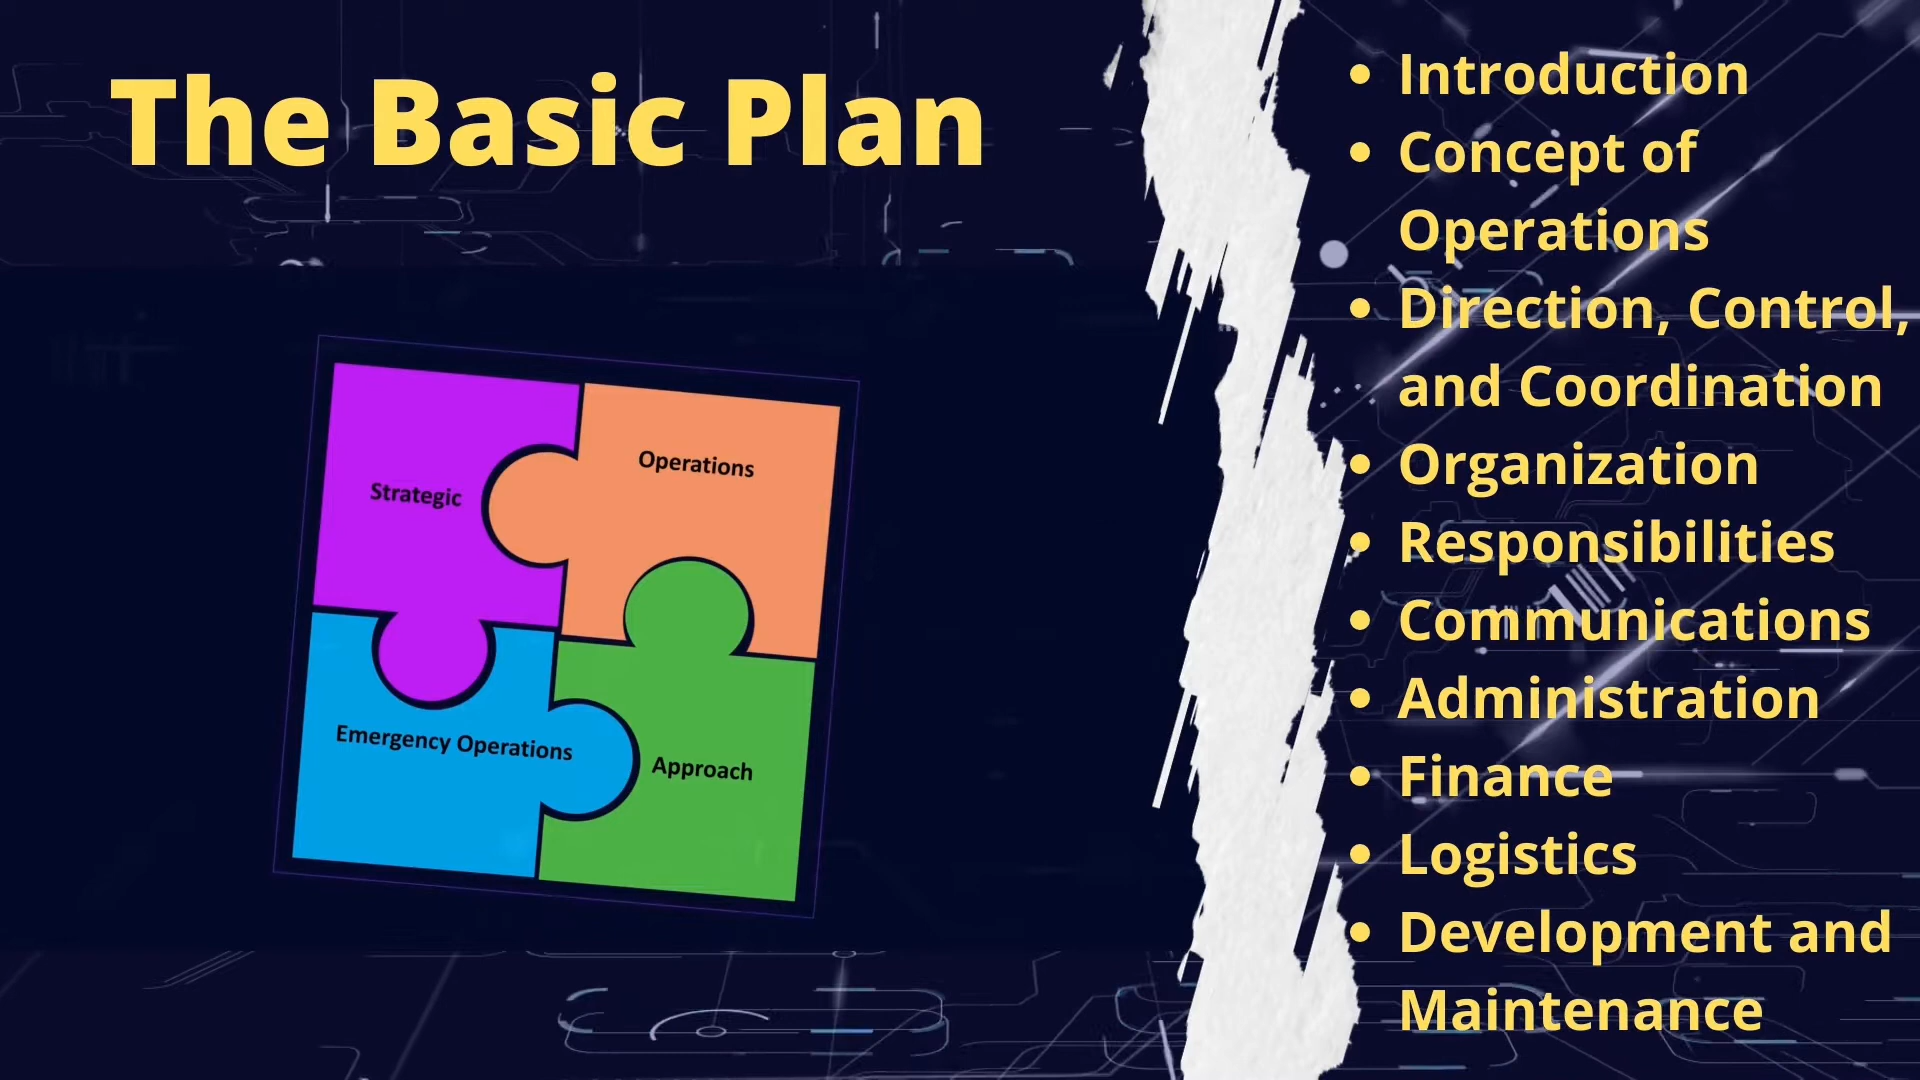 The Basic Plan
Strategic
Operations
Emergency Operations
Approach
• Introduction
• Concept of
Operations
• Direction, Control,
and Coordination
• Organization
• Responsibilities
• Communications
• Administration
• Finance
• Logistics
• Development and
Maintenance